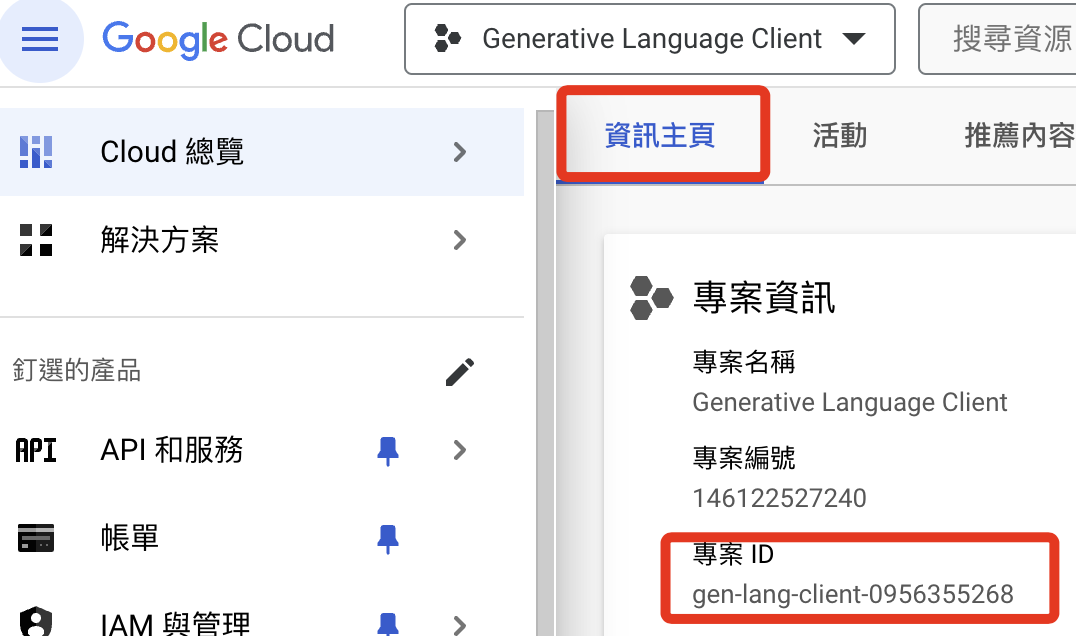 Google Cloud
Generative Language Client
搜尋資源
Cloud 總覽
解決方案
釘選的產品
API
API 和服務
帳單
IAM 與管理
資訊主頁
活動
推薦內容
專案資訊
專案名稱
Generative Language Client
專案編號
146122527240
專案 ID
gen-lang-client-0956355268